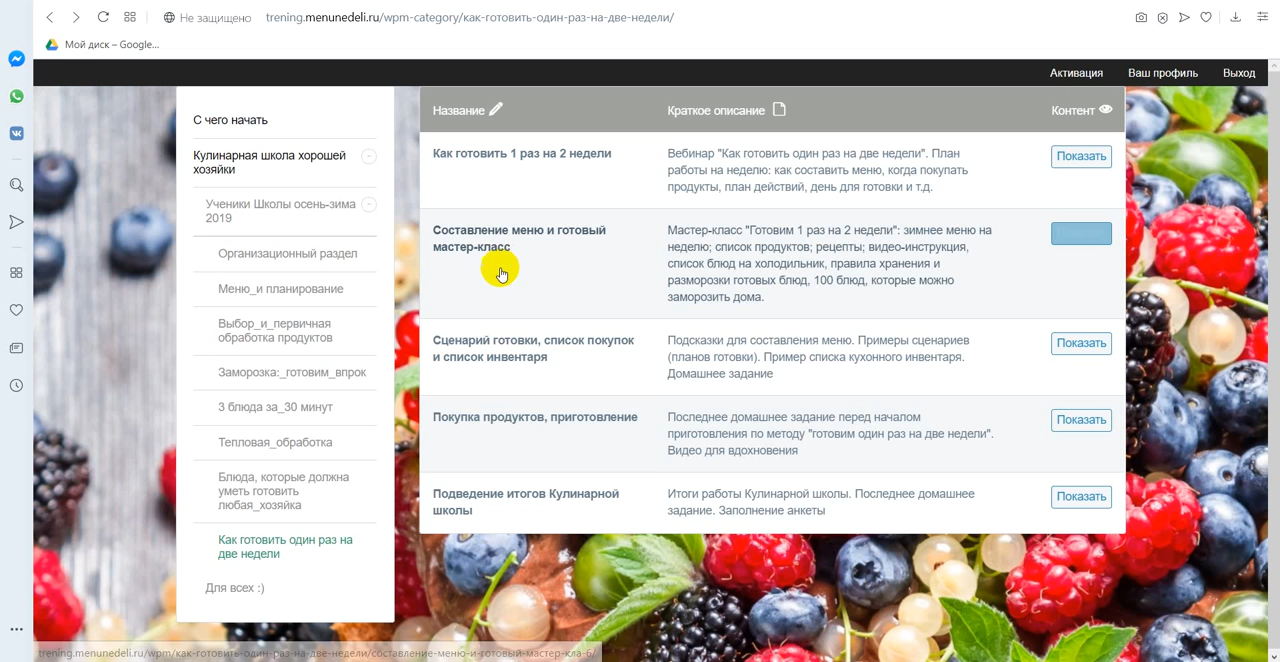 Не защищено
trening.menunedeli.ru/wpm-category/как-готовить-один-раз-на-две-недели/
Мой диск – Google...
Активация
Ваш профиль
Выход
С чего начать
Кулинарная школа хорошей
хозяйки
Ученики Школы осень-зима
2019
Организационный раздел
Меню_и планирование
Выбор_и_первичная
обработка продуктов
Заморозка:_готовим_впрок
3 блюда за_30 минут
Тепловая_обработка
Блюда, которые должна
уметь готовить
любая_хозяйка
Как готовить один раз на
две недели
Для всех :)
Название
Краткое описание
Контент
Как готовить 1 раз на 2 недели
Вебинар "Как готовить один раз на две недели". План
работы на неделю: как составить меню, когда покупать
продукты, план действий, день для готовки и т.д.
Показать
Составление меню и готовый
мастер-класс
Мастер-класс "Готовим 1 раз на 2 недели": зимнее меню на
неделю; список продуктов; рецепты; видео-инструкция,
список блюд на холодильник, правила хранения и
разморозки готовых блюд, 100 блюд, которые можно
заморозить дома.
Сценарий готовки, список покупок
и список инвентаря
Подсказки для составления меню. Примеры сценариев
(планов готовки). Пример списка кухонного инвентаря.
Домашнее задание
Показать
Покупка продуктов, приготовление
Последнее домашнее задание перед началом
приготовления по методу "готовим один раз на две недели".
Видео для вдохновения
Показать
Подведение итогов Кулинарной
школы
Итоги работы Кулинарной школы. Последнее домашнее
задание. Заполнение анкеты
Показать
trening.menunedeli.ru/wpm/как-готовить-один-раз-на-две-недели/составление-меню-и-готовый-мастер-кла-6/